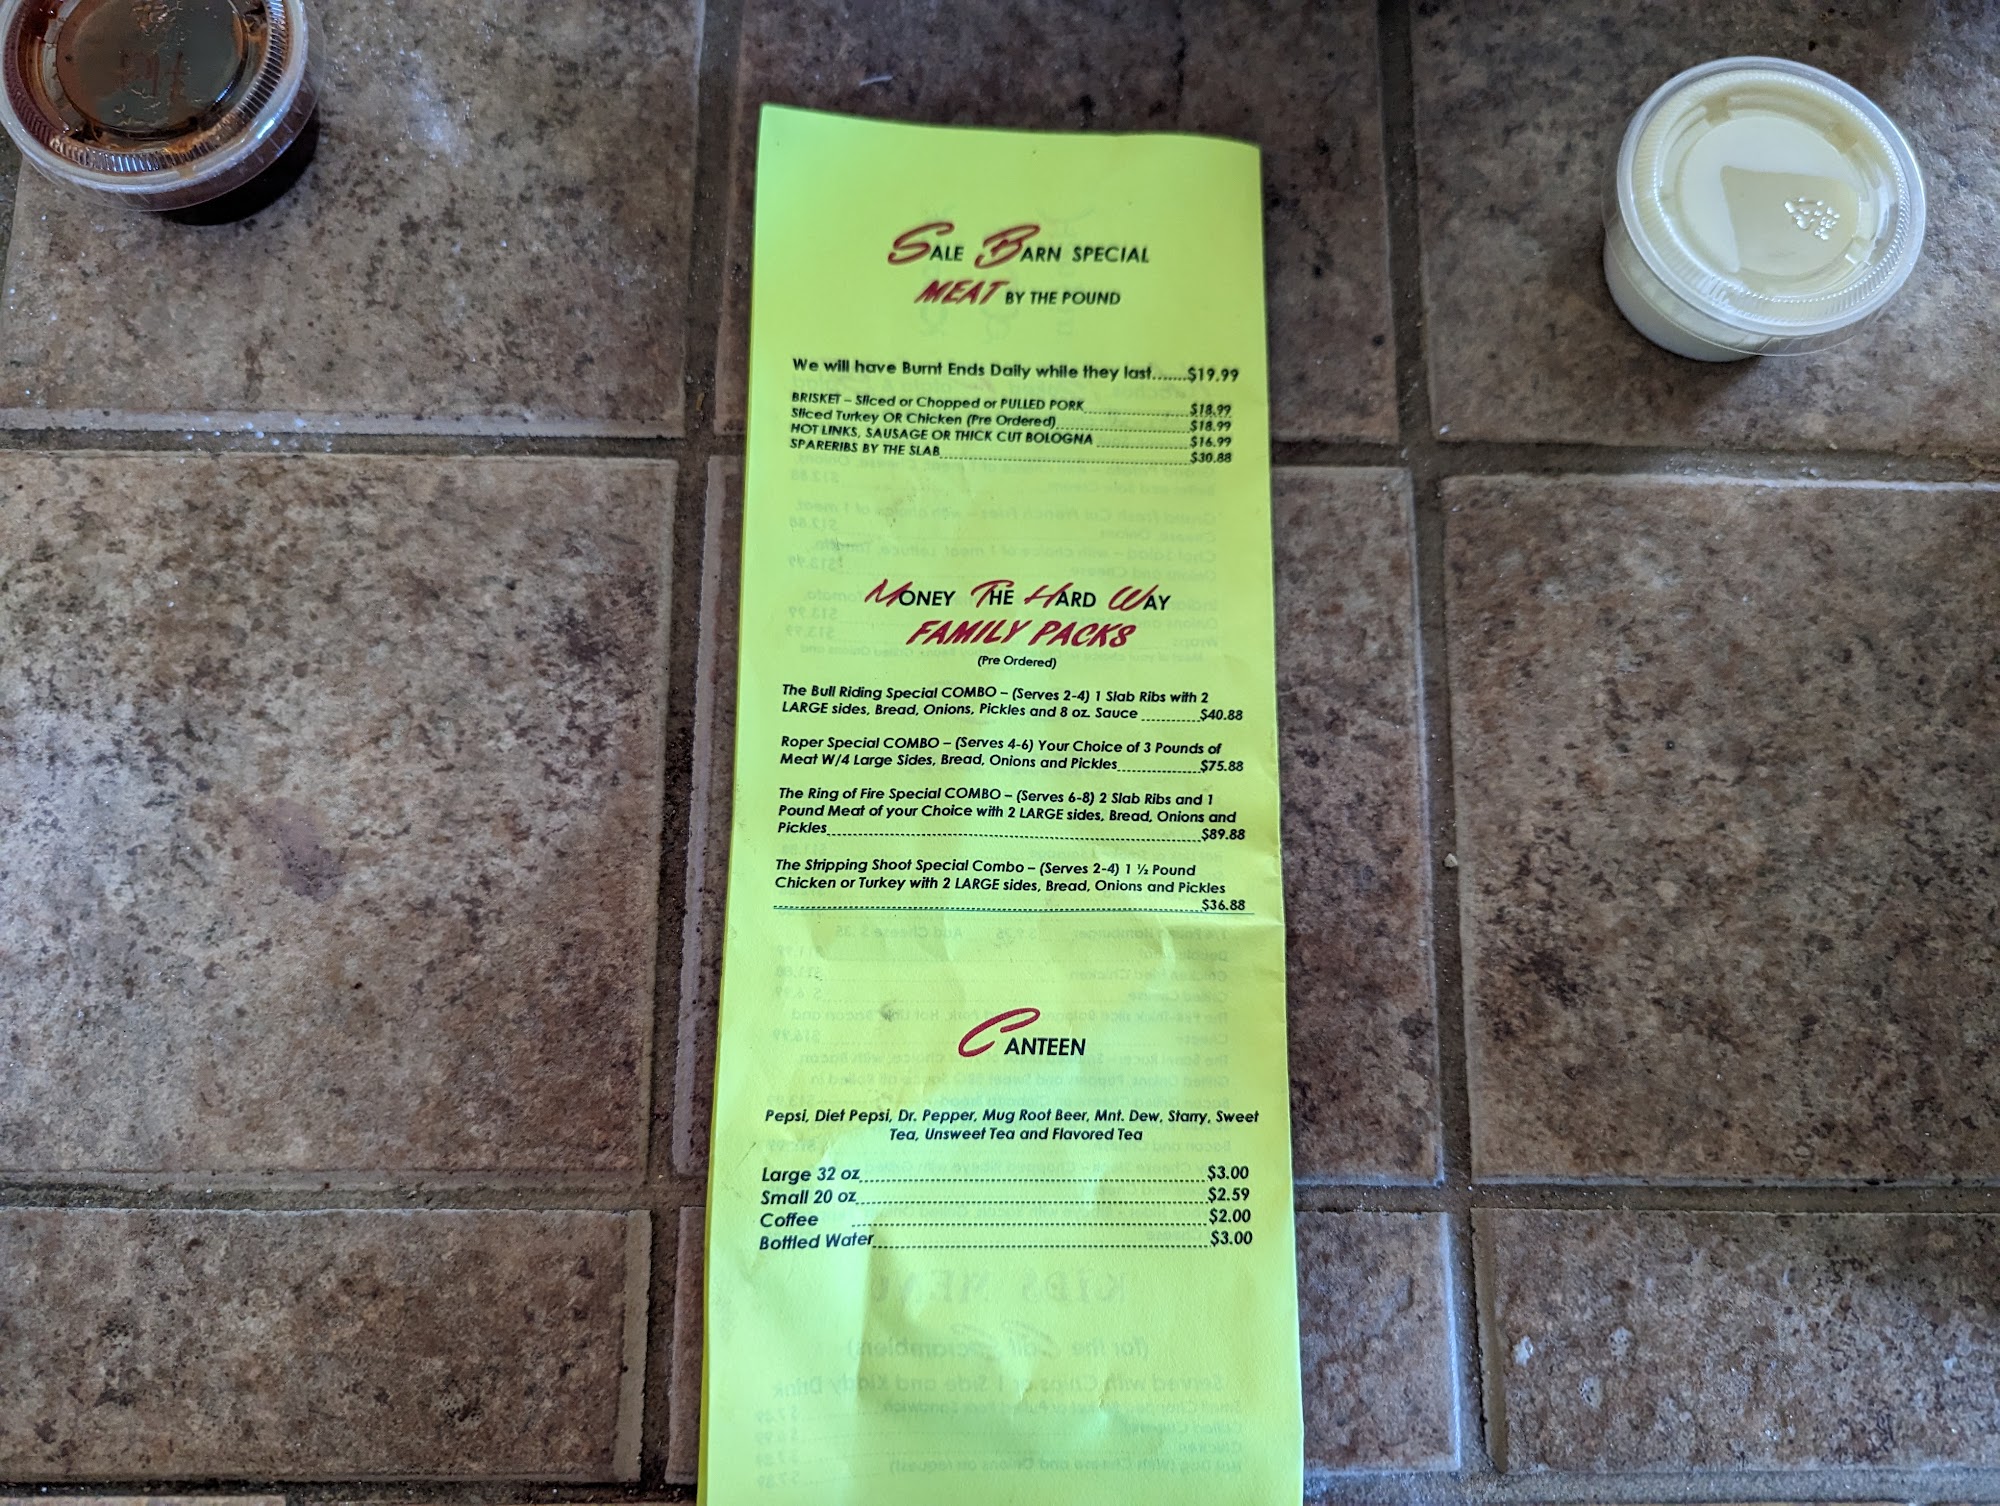 SALE BARN SPECIAL
MEAT BY THE POUND
We will have Burnt Ends Daily while they last.......$19.99
BRISKET – Sliced or Chopped or PULLED PORK $18.99
Sliced Turkey OR Chicken (Pre Ordered) $18.99
HOT LINKS, SAUSAGE OR THICK CUT BOLOGNA $16.99
SPARERIBS BY THE SLAB $30.88
MONEY THE HARD WAY
FAMILY PACKS
(Pre Ordered)
The Bull Riding Special COMBO – (Serves 2-4) 1 Slab Ribs with 2
LARGE sides, Bread, Onions, Pickles and 8 oz. Sauce $40.88
Roper Special COMBO – (Serves 4-6) Your Choice of 3 Pounds of
Meat W/4 Large Sides, Bread, Onions and Pickles $75.88
The Ring of Fire Special COMBO – (Serves 6-8) 2 Slab Ribs and 1
Pound Meat of your Choice with 2 LARGE sides, Bread, Onions and
Pickles $89.88
The Stripping Shoot Special Combo – (Serves 2-4) 1 ½ Pound
Chicken or Turkey with 2 LARGE sides, Bread, Onions and Pickles
$36.88
CANTEEN
Pepsi, Diet Pepsi, Dr. Pepper, Mug Root Beer, Mnt. Dew, Starry, Sweet
Tea, Unsweet Tea and Flavored Tea
Large 32 oz $3.00
Small 20 oz $2.59
Coffee $2.00
Bottled Water $3.00